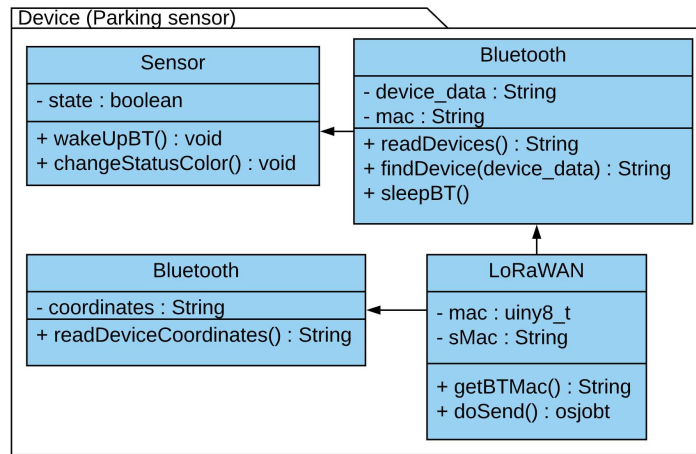 Device (Parking sensor)
Sensor
- state : boolean
+ wakeUpBT() : void
+ changeStatusColor() : void
Bluetooth
- device_data : String
- mac : String
+ readDevices() : String
+ findDevice(device_data) : String
+ sleepBT()
Bluetooth
- coordinates : String
+ readDeviceCoordinates() : String
LoRaWAN
- mac : uiny8_t
- sMac : String
+ getBTMac() : String
+ doSend() : osjobt